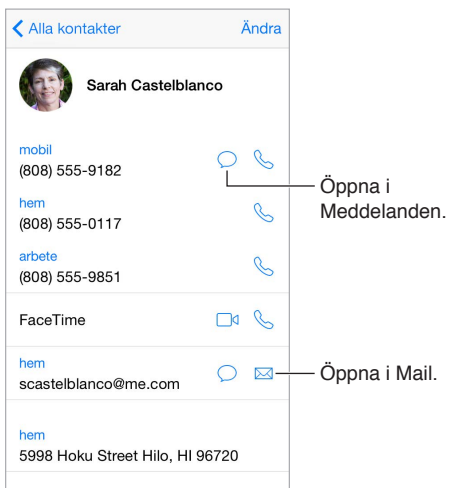 Alla kontakter Ändra
Sarah Castelblanco
mobil
(808) 555-9182
Öppna i
Meddelanden.
hem
(808) 555-0117
arbete
(808) 555-9851
FaceTime
hem
scastelblanco@me.com
Öppna i Mail.
hem
5998 Hoku Street Hilo, HI 96720